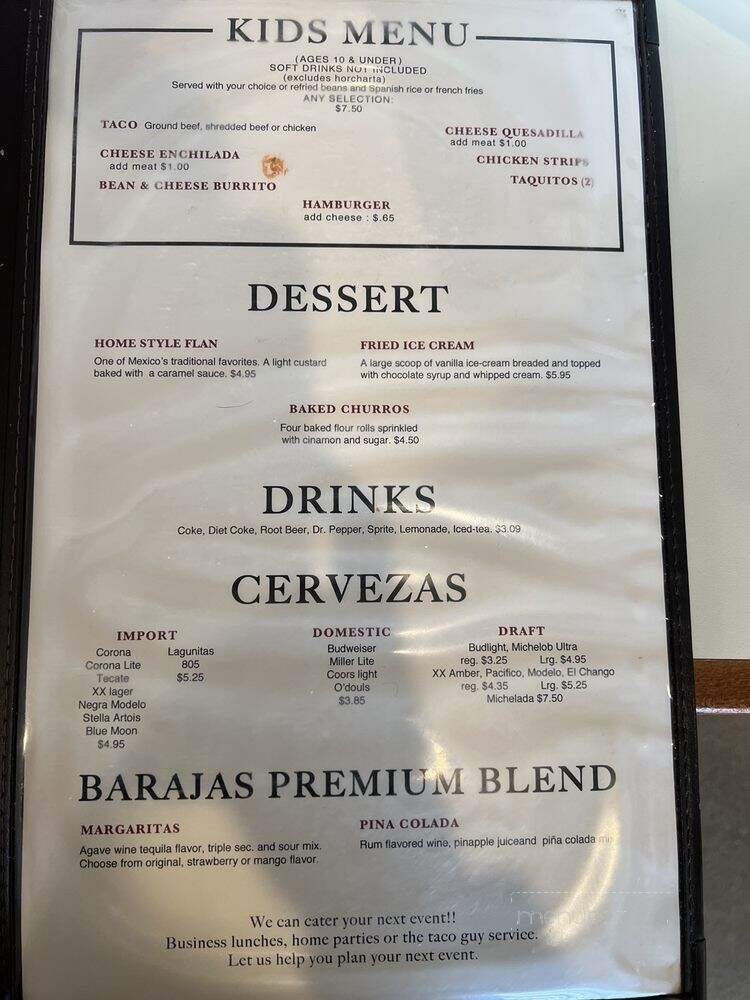 KIDS MENU
(AGES 10 & UNDER)
SOFT DRINKS NOT INCLUDED
(excludes horcharta)
Served with your choice or refried beans and Spanish rice or french fries
ANY SELECTION:
$7.50
TACO Ground beef, shredded beef or chicken
CHEESE ENCHILADA
add meat $1.00
BEAN & CHEESE BURRITO
CHEESE QUESADILLA
add meat $1.00
CHICKEN STRIPS
TAQUITOS (2)
HAMBURGER
add cheese : $.65
DESSERT
HOME STYLE FLAN
One of Mexico's traditional favorites. A light custard
baked with a caramel sauce. $4.95
FRIED ICE CREAM
A large scoop of vanilla ice-cream breaded and topped
with chocolate syrup and whipped cream. $5.95
BAKED CHURROS
Four baked flour rolls sprinkled
with cinamon and sugar. $4.50
DRINKS
Coke, Diet Coke, Root Beer, Dr. Pepper, Sprite, Lemonade, Iced-tea. $3.09
CERVEZAS
IMPORT
Corona
Corona Lite
Tecate
XX lager
Negra Modelo
Stella Artois
Blue Moon
$4.95
Lagunitas
805
$5.25
DOMESTIC
Budweiser
Miller Lite
Coors light
O'douls
$3.85
DRAFT
Budlight, Michelob Ultra
reg. $3.25 Lrg. $4.95
XX Amber, Pacifico, Modelo, El Chango
reg. $4.35 Lrg. $5.25
Michelada $7.50
BARAJAS PREMIUM BLEND
MARGARITAS
Agave wine tequila flavor, triple sec. and sour mix.
Choose from original, strawberry or mango flavor.
PINA COLADA
Rum flavored wine, pinapple juiceand piña colada
We can cater your next event!!
Business lunches, home parties or the taco guy service.
Let us help you plan your next event.